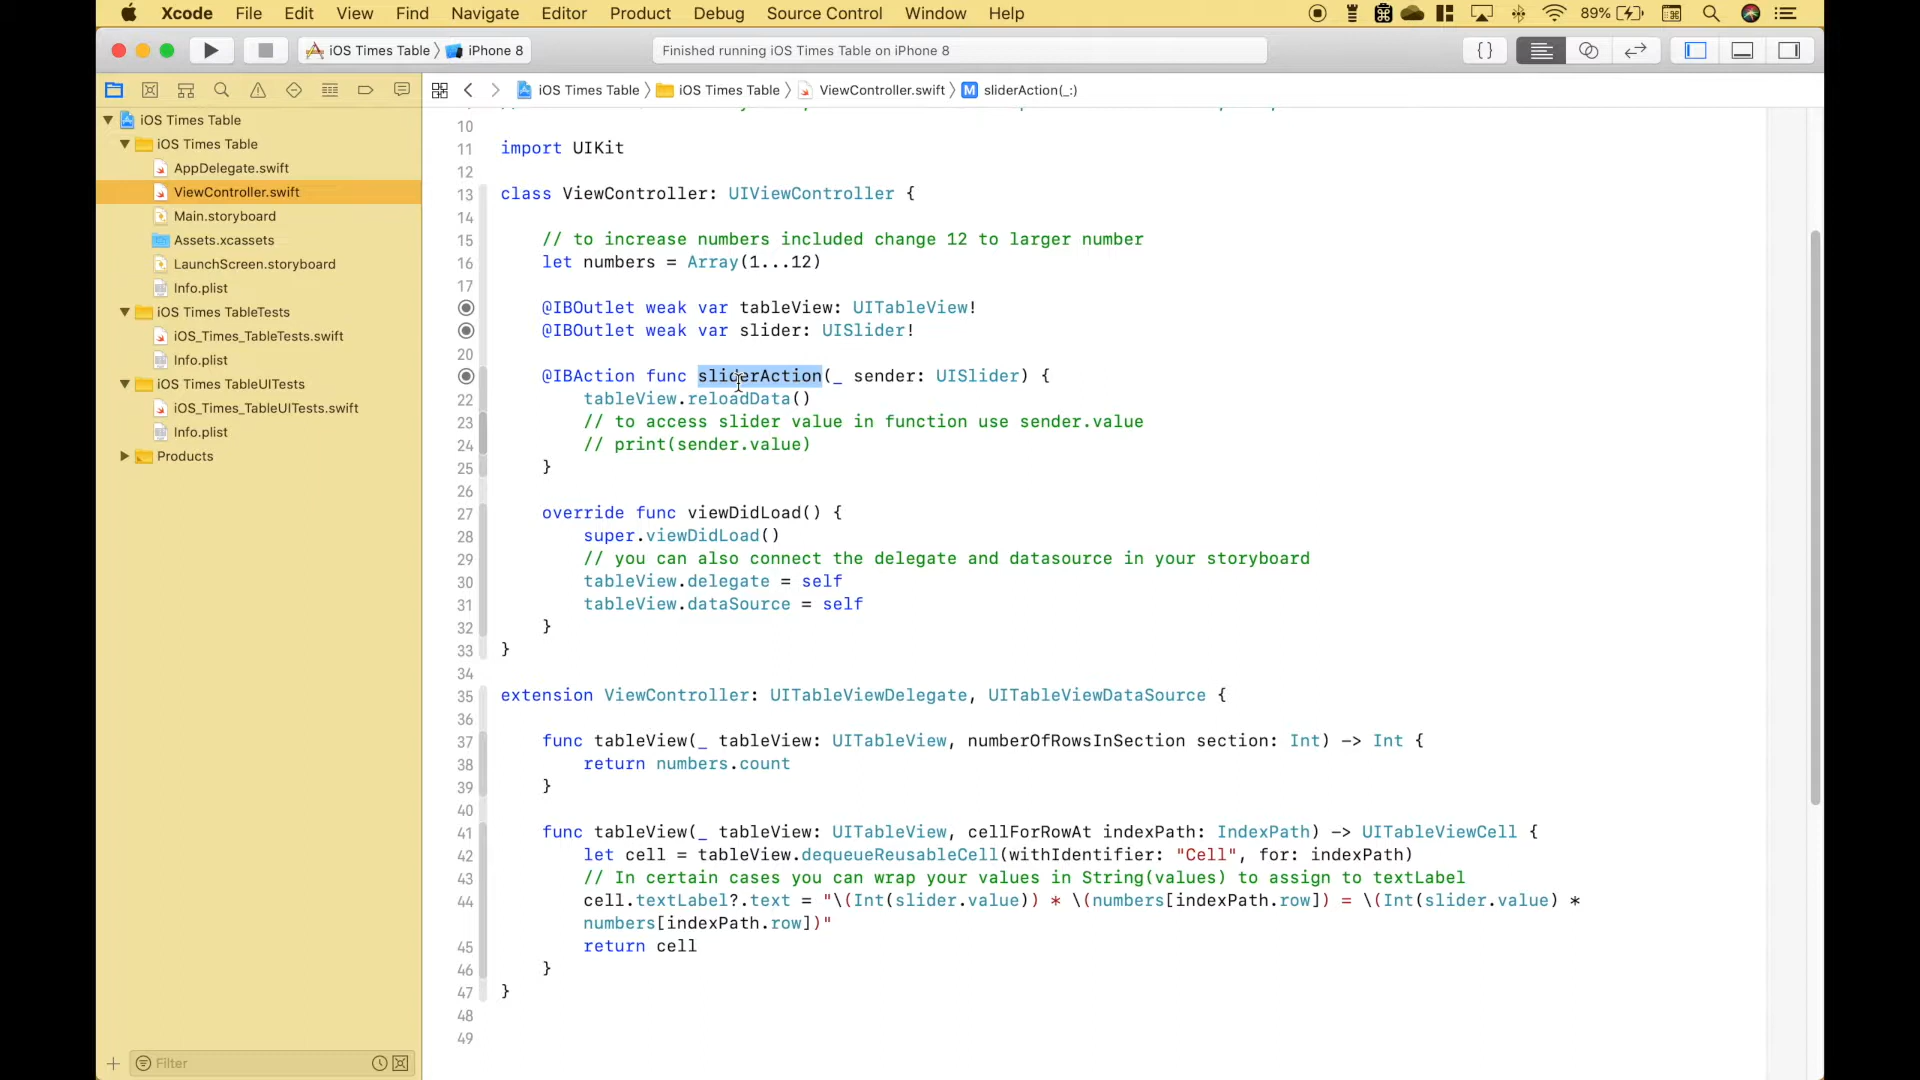 Xcode File Edit View Find Navigate Editor Product Debug Source Control Window Help 89%
iOS Times Table iPhone 8 Finished running iOS Times Table on iPhone 8 { }
iOS Times Table iOS Times Table ViewController.swift M sliderAction(_:)
iOS Times Table
iOS Times Table
AppDelegate.swift
ViewController.swift
Main.storyboard
Assets.xcassets
LaunchScreen.storyboard
Info.plist
iOS Times TableTests
iOS_Times_TableTests.swift
Info.plist
iOS Times TableUITests
iOS_Times_TableUITests.swift
Info.plist
Products
Filter
10
11 import UIKit
12
13 class ViewController: UIViewController {
14
15 // to increase numbers included change 12 to larger number
16 let numbers = Array(1...12)
17
@IBOutlet weak var tableView: UITableView!
@IBOutlet weak var slider: UISlider!
20
@IBAction func sliderAction(_ sender: UISlider) {
22 tableView.reloadData()
23 // to access slider value in function use sender.value
24 // print(sender.value)
25 }
26
27 override func viewDidLoad() {
28 super.viewDidLoad()
29 // you can also connect the delegate and datasource in your storyboard
30 tableView.delegate = self
31 tableView.dataSource = self
32 }
33 }
34
35 extension ViewController: UITableViewDelegate, UITableViewDataSource {
36
37 func tableView(_ tableView: UITableView, numberOfRowsInSection section: Int) -> Int {
38 return numbers.count
39 }
40
41 func tableView(_ tableView: UITableView, cellForRowAt indexPath: IndexPath) -> UITableViewCell {
42 let cell = tableView.dequeueReusableCell(withIdentifier: "Cell", for: indexPath)
43 // In certain cases you can wrap your values in String(values) to assign to textLabel
44 cell.textLabel?.text = "\(Int(slider.value)) * \(numbers[indexPath.row]) = \(Int(slider.value) *
numbers[indexPath.row])"
45 return cell
46 }
47 }
48
49